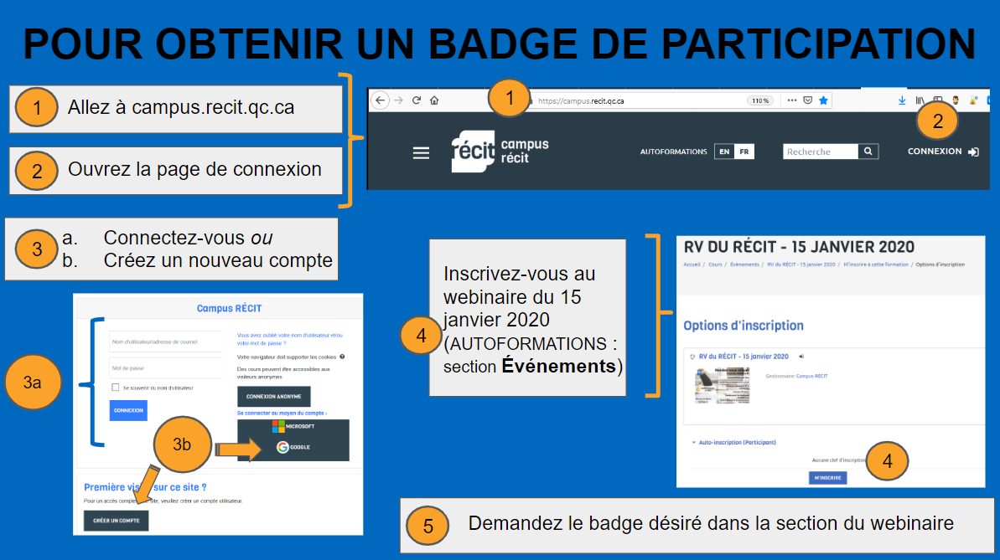 POUR OBTENIR UN BADGE DE PARTICIPATION
1
Allez à campus.recit.qc.ca
2
Ouvrez la page de connexion
1
https://campus.recit.qc.ca
110 %
2
récit
campus
récit
AUTOFORMATIONS
EN
FR
Recherche
CONNEXION
3
a. Connectez-vous ou
b. Créez un nouveau compte
3a
Campus RÉCIT
Nom d'utilisateur/adresse de courriel
Mot de passe
Se souvenir du nom d'utilisateur
CONNEXION
Vous avez oublié votre nom d'utilisateur et/ou
votre mot de passe ?
Votre navigateur doit supporter les cookies
Des cours peuvent être accessibles aux
visiteurs anonymes
CONNEXION ANONYME
Se connecter au moyen du compte :
MICROSOFT
GOOGLE
3b
Première vis sur ce site ?
Pour un accès comple site, veuillez créer un compte utilisateur.
CRÉER UN COMPTE
4
Inscrivez-vous au
webinaire du 15
janvier 2020
(AUTOFORMATIONS :
section Événements)
RV DU RÉCIT - 15 JANVIER 2020
Accueil / Cours / Évènements / RV du RÉCIT - 15 janvier 2020 / M'inscrire à cette formation / Options d'inscription
Options d'inscription
RV du RÉCIT - 15 janvier 2020
Gestionnaire: Campus RÉCIT
Auto-inscription (Participant)
Aucune clef d'inscription
4
M'INSCRIRE
5
Demandez le badge désiré dans la section du webinaire